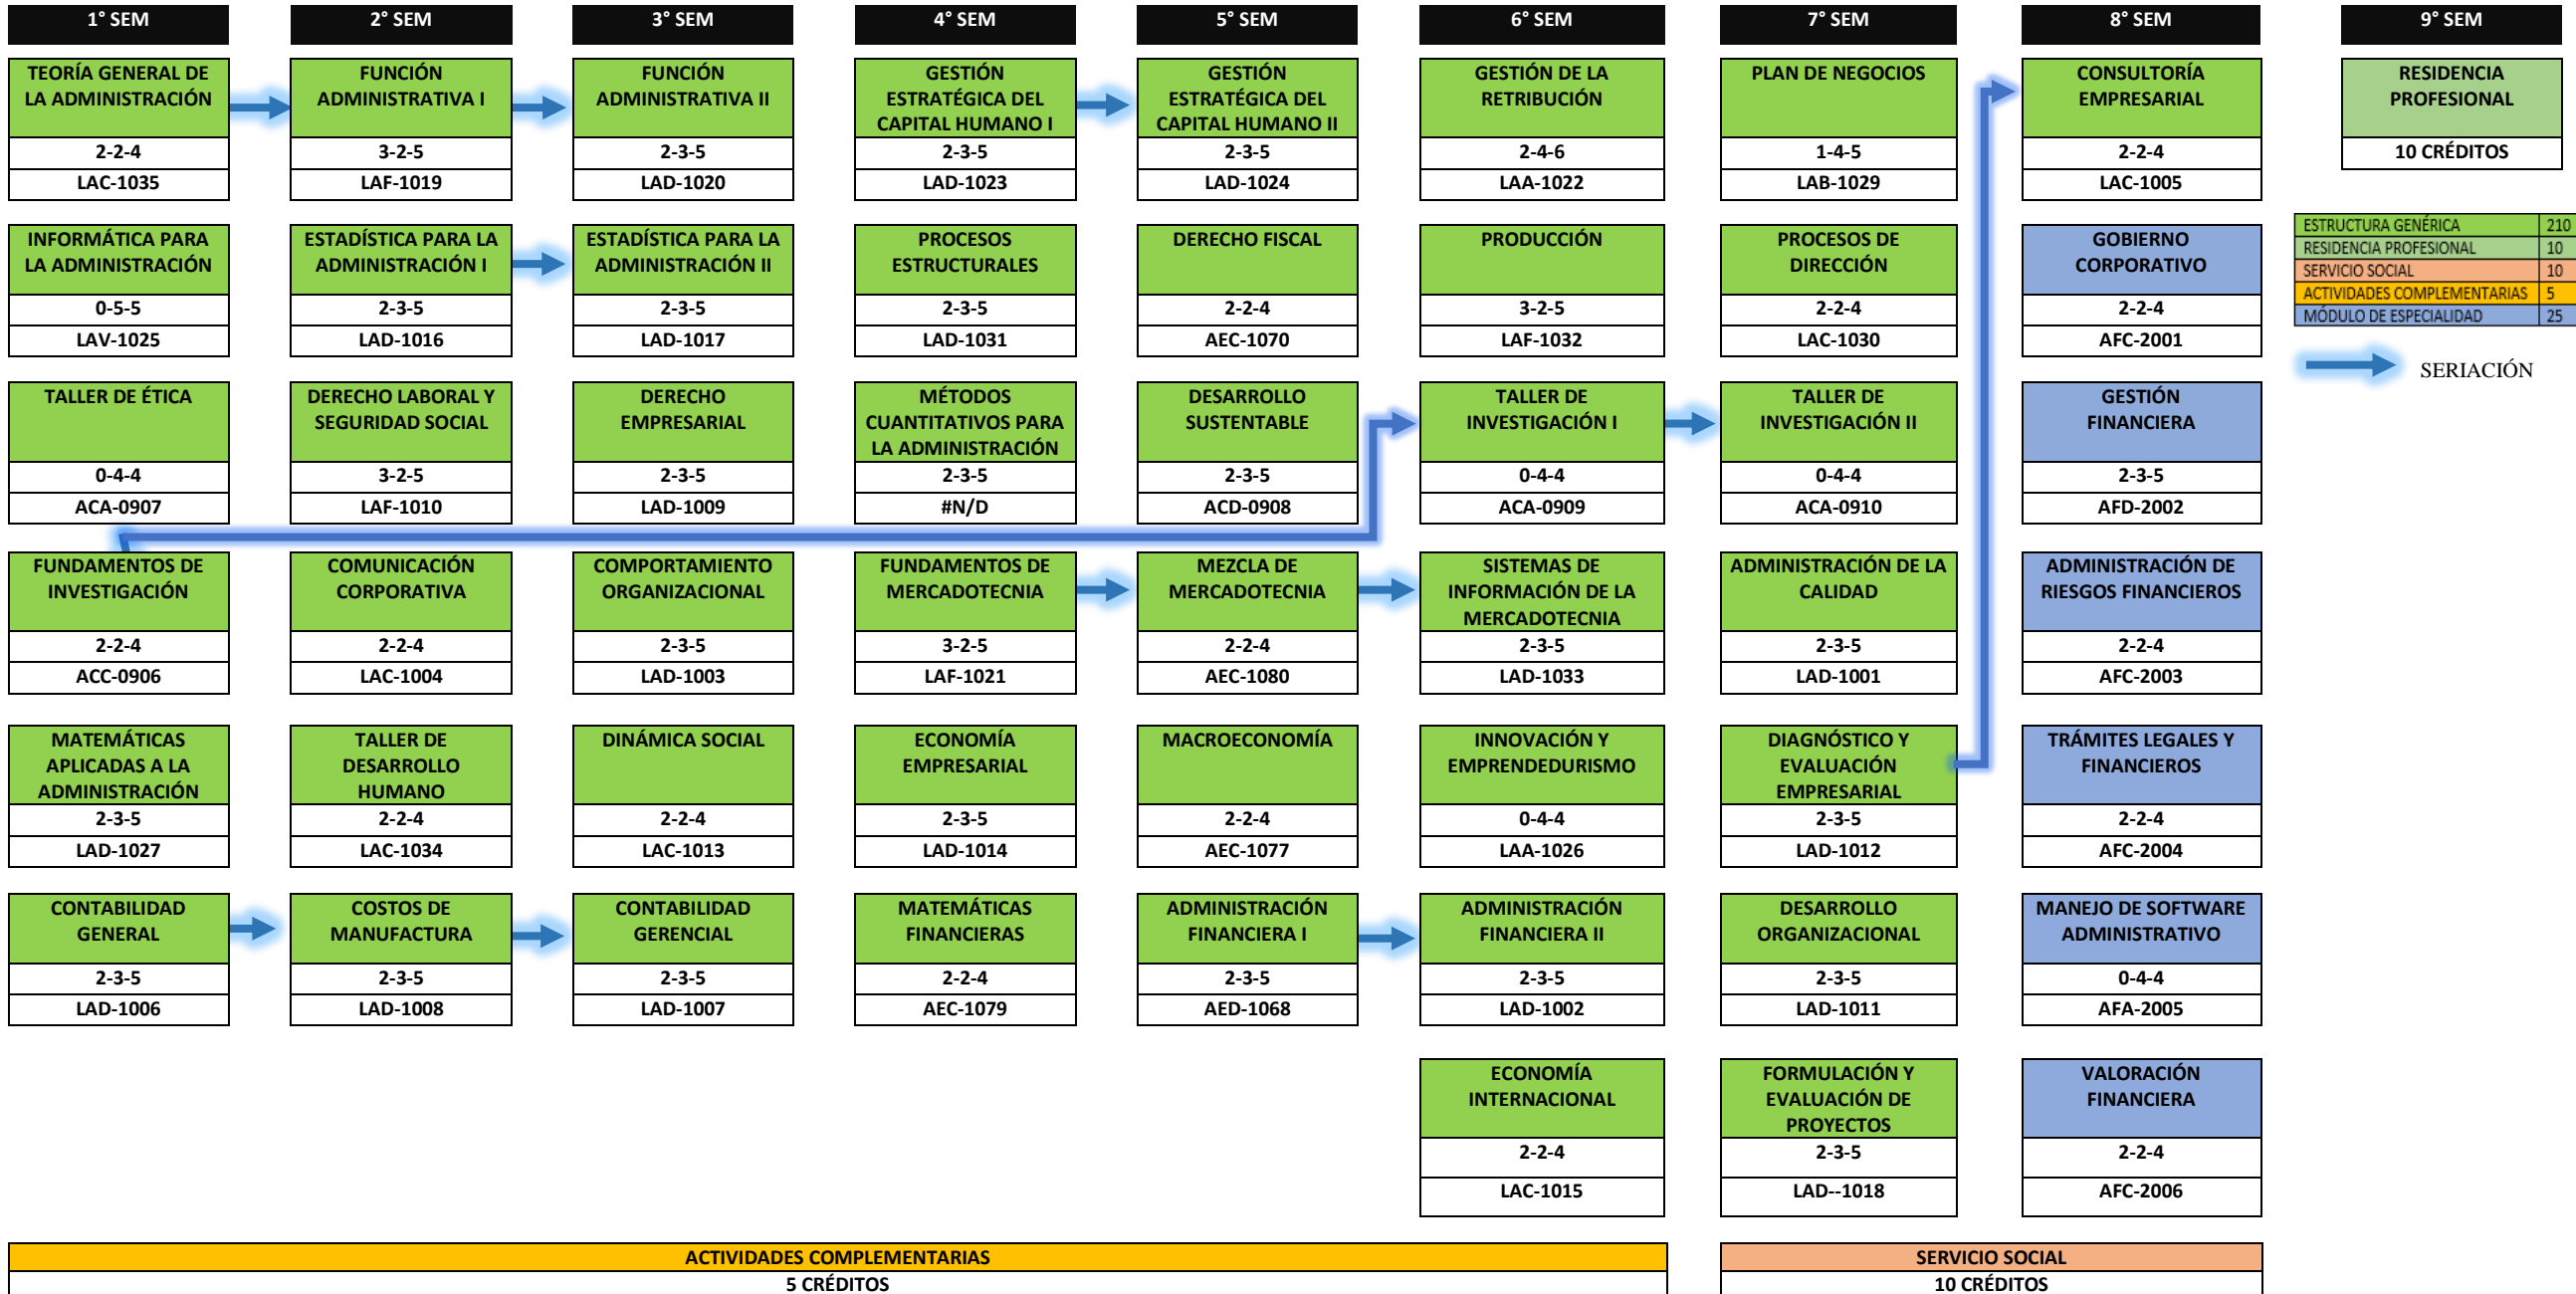 1° SEM
2° SEM
3° SEM
4° SEM
5° SEM
6° SEM
7° SEM
8° SEM
9° SEM
TEORÍA GENERAL DE
LA ADMINISTRACIÓN
2-2-4
LAC-1035
FUNCIÓN
ADMINISTRATIVA I
3-2-5
LAF-1019
FUNCIÓN
ADMINISTRATIVA II
2-3-5
LAD-1020
GESTIÓN
ESTRATÉGICA DEL
CAPITAL HUMANO I
2-3-5
LAD-1023
GESTIÓN
ESTRATÉGICA DEL
CAPITAL HUMANO II
2-3-5
LAD-1024
GESTIÓN DE LA
RETRIBUCIÓN
2-4-6
LAA-1022
PLAN DE NEGOCIOS
1-4-5
LAB-1029
CONSULTORÍA
EMPRESARIAL
2-2-4
LAC-1005
RESIDENCIA
PROFESIONAL
10 CRÉDITOS
INFORMÁTICA PARA
LA ADMINISTRACIÓN
0-5-5
LAV-1025
ESTADÍSTICA PARA LA
ADMINISTRACIÓN I
2-3-5
LAD-1016
ESTADÍSTICA PARA LA
ADMINISTRACIÓN II
2-3-5
LAD-1017
PROCESOS
ESTRUCTURALES
2-3-5
LAD-1031
DERECHO FISCAL
2-2-4
AEC-1070
PRODUCCIÓN
3-2-5
LAF-1032
PROCESOS DE
DIRECCIÓN
2-2-4
LAC-1030
GOBIERNO
CORPORATIVO
2-2-4
AFC-2001
ESTRUCTURA GENÉRICA 210
RESIDENCIA PROFESIONAL 10
SERVICIO SOCIAL 10
ACTIVIDADES COMPLEMENTARIAS 5
MÓDULO DE ESPECIALIDAD 25
SERIACIÓN
TALLER DE ÉTICA
0-4-4
ACA-0907
DERECHO LABORAL Y
SEGURIDAD SOCIAL
3-2-5
LAF-1010
DERECHO
EMPRESARIAL
2-3-5
LAD-1009
MÉTODOS
CUANTITATIVOS PARA
LA ADMINISTRACIÓN
2-3-5
#N/D
DESARROLLO
SUSTENTABLE
2-3-5
ACD-0908
TALLER DE
INVESTIGACIÓN I
0-4-4
ACA-0909
TALLER DE
INVESTIGACIÓN II
0-4-4
ACA-0910
GESTIÓN
FINANCIERA
2-3-5
AFD-2002
FUNDAMENTOS DE
INVESTIGACIÓN
2-2-4
ACC-0906
COMUNICACIÓN
CORPORATIVA
2-2-4
LAC-1004
COMPORTAMIENTO
ORGANIZACIONAL
2-3-5
LAD-1003
FUNDAMENTOS DE
MERCADOTECNIA
3-2-5
LAF-1021
MEZCLA DE
MERCADOTECNIA
2-2-4
AEC-1080
SISTEMAS DE
INFORMACIÓN DE LA
MERCADOTECNIA
2-3-5
LAD-1033
ADMINISTRACIÓN DE LA
CALIDAD
2-3-5
LAD-1001
ADMINISTRACIÓN DE
RIESGOS FINANCIEROS
2-2-4
AFC-2003
MATEMÁTICAS
APLICADAS A LA
ADMINISTRACIÓN
2-3-5
LAD-1027
TALLER DE
DESARROLLO
HUMANO
2-2-4
LAC-1034
DINÁMICA SOCIAL
2-2-4
LAC-1013
ECONOMÍA
EMPRESARIAL
2-3-5
LAD-1014
MACROECONOMÍA
2-2-4
AEC-1077
INNOVACIÓN Y
EMPRENDEDURISMO
0-4-4
LAA-1026
DIAGNÓSTICO Y
EVALUACIÓN
EMPRESARIAL
2-3-5
LAD-1012
TRÁMITES LEGALES Y
FINANCIEROS
2-2-4
AFC-2004
CONTABILIDAD
GENERAL
2-3-5
LAD-1006
COSTOS DE
MANUFACTURA
2-3-5
LAD-1008
CONTABILIDAD
GERENCIAL
2-3-5
LAD-1007
MATEMÁTICAS
FINANCIERAS
2-2-4
AEC-1079
ADMINISTRACIÓN
FINANCIERA I
2-3-5
AED-1068
ADMINISTRACIÓN
FINANCIERA II
2-3-5
LAD-1002
DESARROLLO
ORGANIZACIONAL
2-3-5
LAD-1011
MANEJO DE SOFTWARE
ADMINISTRATIVO
0-4-4
AFA-2005
ECONOMÍA
INTERNACIONAL
2-2-4
LAC-1015
FORMULACIÓN Y
EVALUACIÓN DE
PROYECTOS
2-3-5
LAD--1018
VALORACIÓN
FINANCIERA
2-2-4
AFC-2006
ACTIVIDADES COMPLEMENTARIAS
5 CRÉDITOS
SERVICIO SOCIAL
10 CRÉDITOS